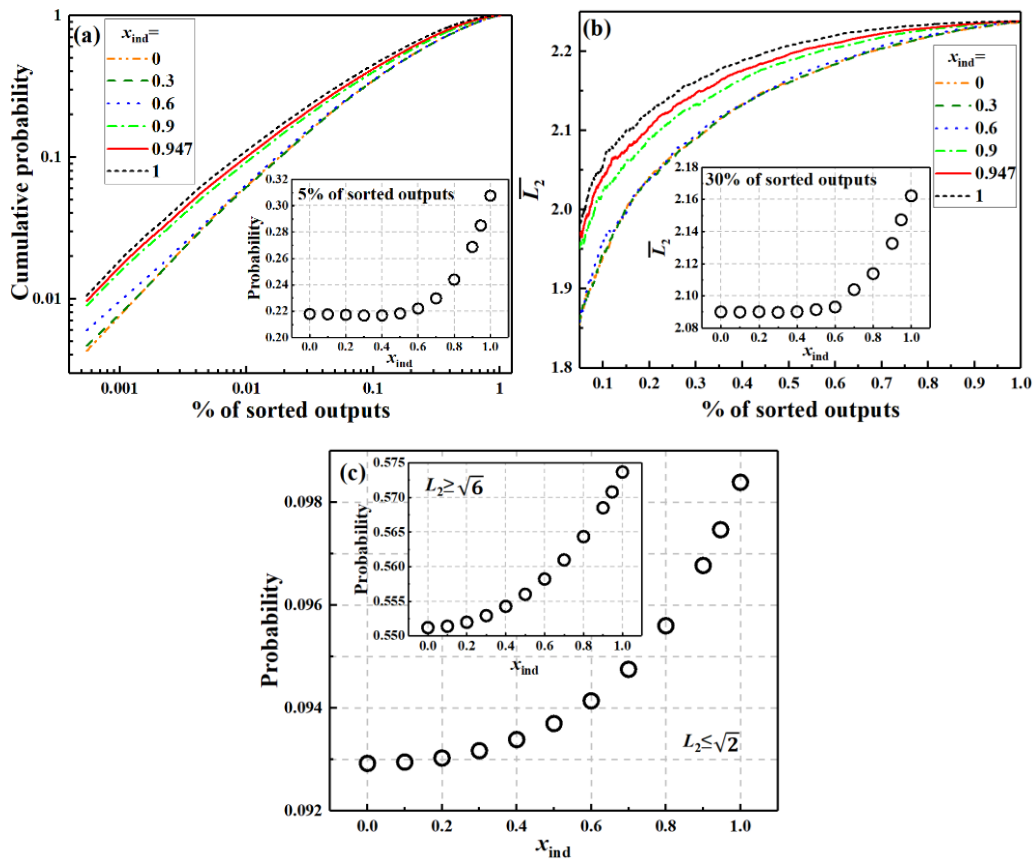 (a)
x_ind=
0
0.3
0.6
0.9
0.947
1
Cumulative probability
1
0.1
0.01
0.001
0.01
0.1
1
% of sorted outputs
5% of sorted outputs
Probability
0.32
0.30
0.28
0.26
0.24
0.22
0.20
0.0 0.2 0.4 0.6 0.8 1.0
x_ind
(b)
x_ind=
0
0.3
0.6
0.9
0.947
1
L̅₂
2.2
2.1
2.0
1.9
1.8
0.1 0.2 0.3 0.4 0.5 0.6 0.7 0.8 0.9 1.0
% of sorted outputs
30% of sorted outputs
L̅₂
2.16
2.14
2.12
2.10
2.08
0.0 0.2 0.4 0.6 0.8 1.0
x_ind
(c)
Probability
0.098
0.096
0.094
0.092
0.0 0.2 0.4 0.6 0.8 1.0
x_ind
L₂≤√2
L₂≥√6
Probability
0.575
0.570
0.565
0.560
0.555
0.550
0.0 0.2 0.4 0.6 0.8 1.0
x_ind